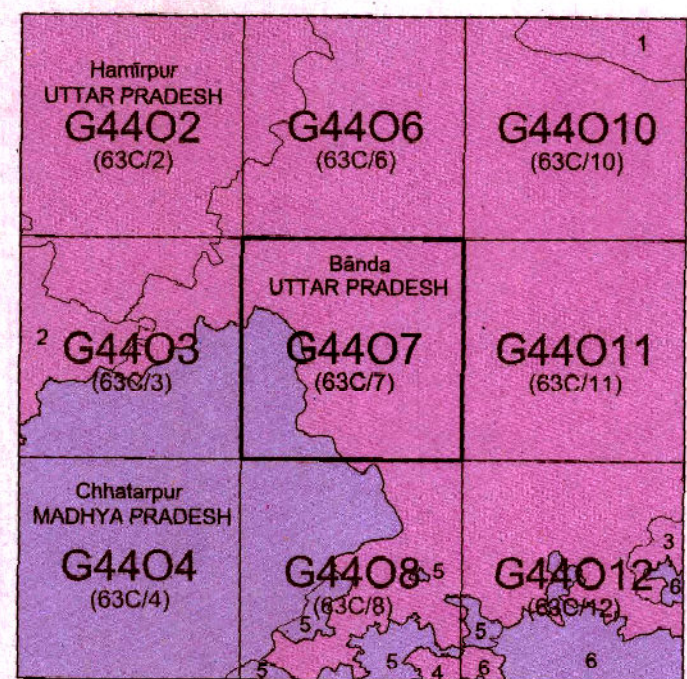 1
Hamīrpur
UTTAR PRADESH
G44O2
(63C/2)
G44O6
(63C/6)
G44O10
(63C/10)
Bānda
UTTAR PRADESH
2
G44O3
(63C/3)
G44O7
(63C/7)
G44O11
(63C/11)
Chhatarpur
MADHYA PRADESH
G44O4
(63C/4)
G44O8
(63C/8)
5
5
5
5
4
G44O12
(63C/12)
3
6
5
6
6